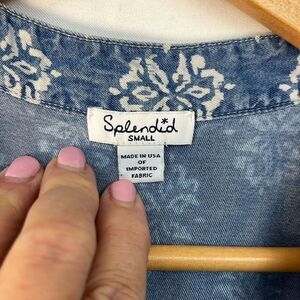 Splendid
SMALL
MADE IN USA
OF
IMPORTED
FABRIC